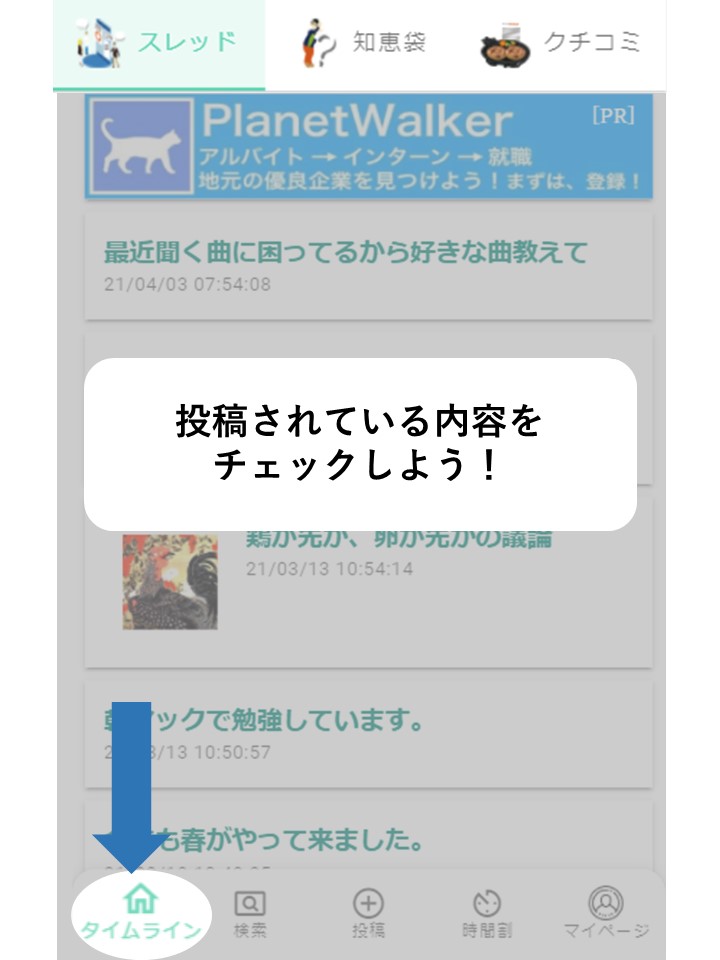 スレッド
知恵袋
クチコミ
PlanetWalker
[PR]
アルバイト → インターン → 就職
地元の優良企業を見つけよう！まずは、登録！
最近聞く曲に困ってるから好きな曲教えて
21/04/03 07:54:08
投稿されている内容を
チェックしよう！
鶏が先か、卵が先かの議論
21/03/13 10:54:14
マックで勉強しています。
3/13 10:50:57
も春がやって来ました。
タイムライン
検索
投稿
時間割
マイページ